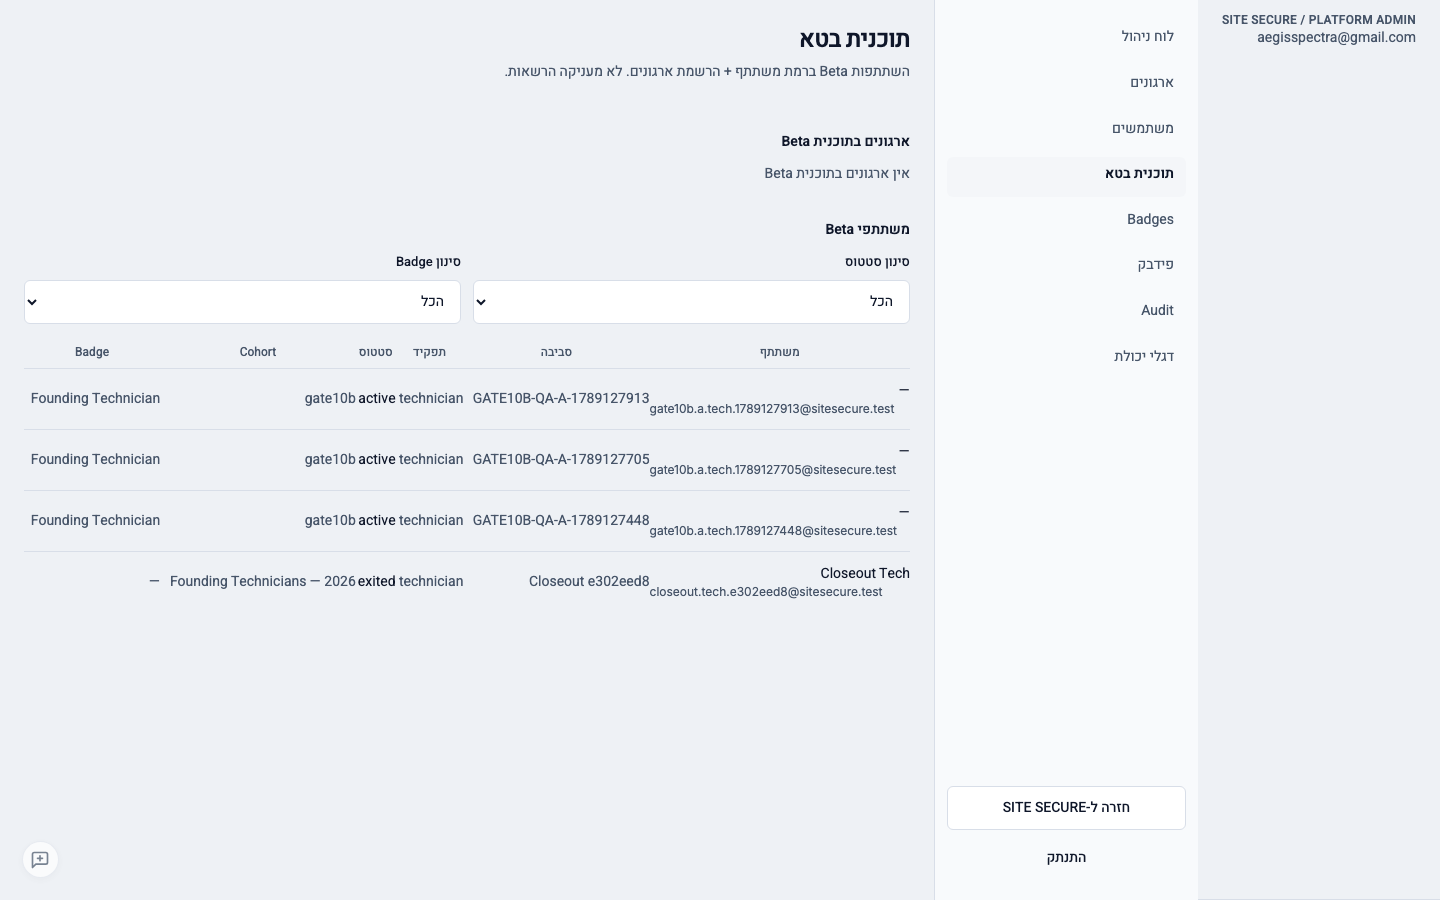 SITE SECURE / PLATFORM ADMIN
aegisspectra@gmail.com
לוח ניהול
ארגונים
משתמשים
תוכנית בטא
Badges
פידבק
Audit
דגלי יכולת
חזרה ל-SITE SECURE
התנתק
תוכנית בטא
השתתפות Beta ברמת משתתף + הרשמת ארגונים. לא מעניקה הרשאות.
ארגונים בתוכנית Beta
אין ארגונים בתוכנית Beta
משתתפי Beta
סינון סטטוס
הכל
סינון Badge
הכל
משתתף סביבה תפקיד סטטוס Cohort Badge
— GATE10B-QA-A-1789127913 technician active gate10b Founding Technician
gate10b.a.tech.1789127913@sitesecure.test
— GATE10B-QA-A-1789127705 technician active gate10b Founding Technician
gate10b.a.tech.1789127705@sitesecure.test
— GATE10B-QA-A-1789127448 technician active gate10b Founding Technician
gate10b.a.tech.1789127448@sitesecure.test
Closeout Tech Closeout e302eed8 technician exited Founding Technicians — 2026 —
closeout.tech.e302eed8@sitesecure.test